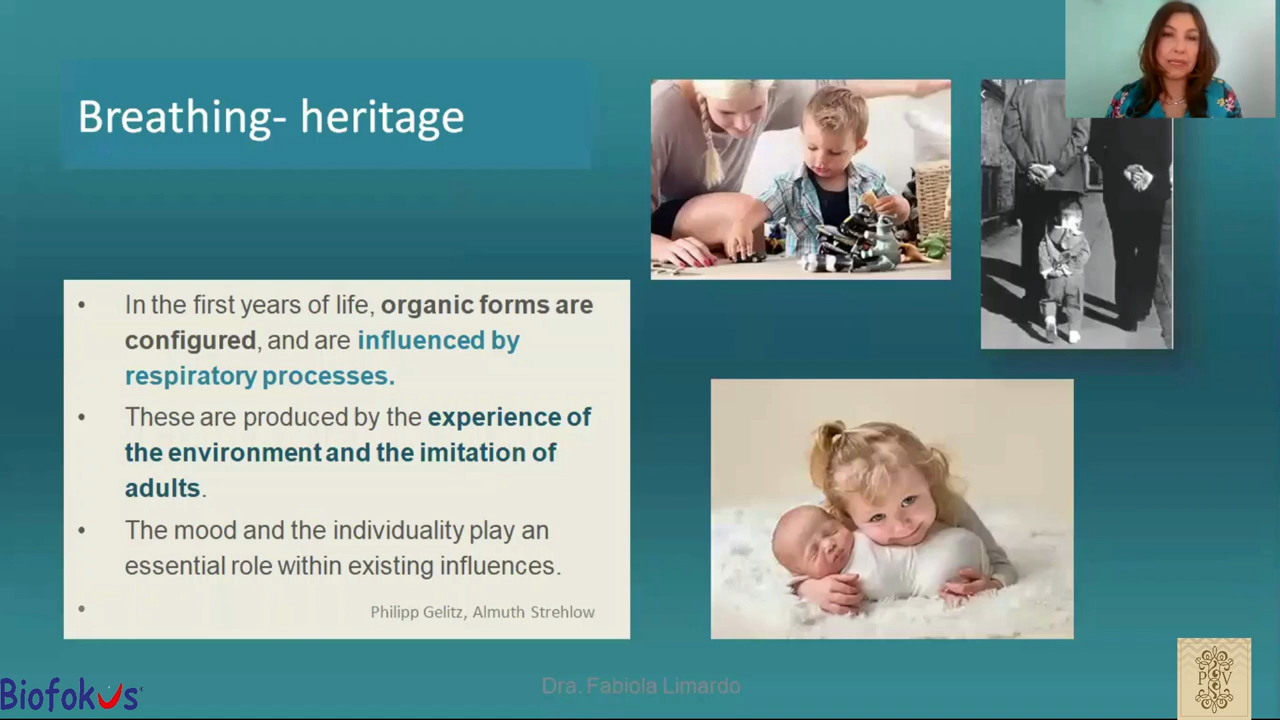 Breathing- heritage
• In the first years of life, organic forms are
configured, and are influenced by
respiratory processes.
• These are produced by the experience of
the environment and the imitation of
adults.
• The mood and the individuality play an
essential role within existing influences.
• Philipp Gelitz, Almuth Strehlow
Dra. Fabiola Limardo
Biofokus
P V